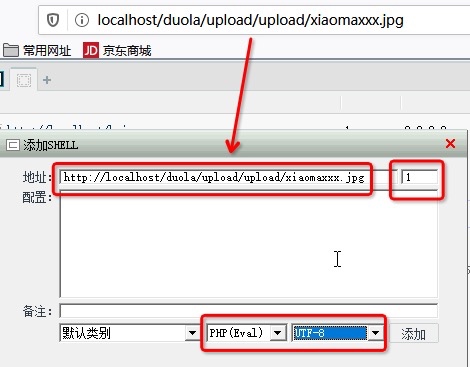 localhost/duola/upload/upload/xiaomaxxx.jpg
常用网址 JD 京东商城
添加SHELL
地址: http://localhost/duola/upload/upload/xiaomaxxx.jpg 1
配置:
备注:
默认类别 PHP(Eval) UTF-8 添加